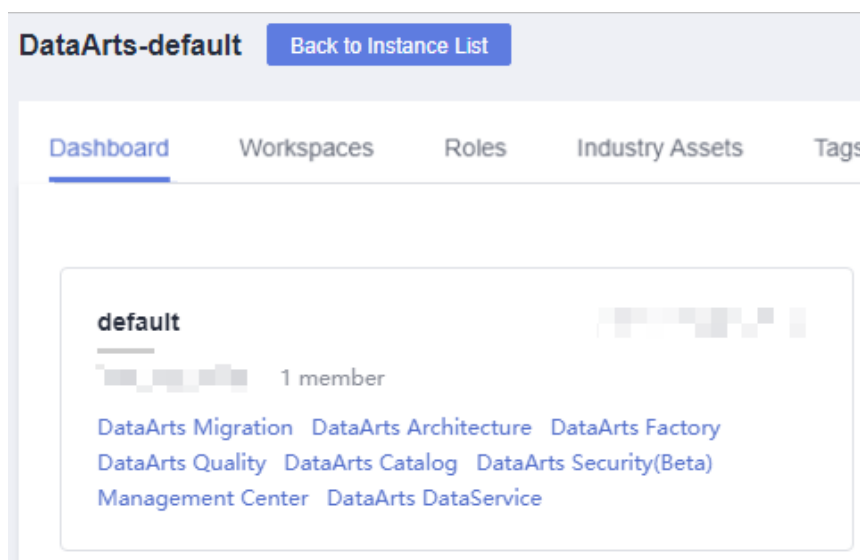 DataArts-default Back to Instance List
Dashboard Workspaces Roles Industry Assets Tags
default
1 member
DataArts Migration DataArts Architecture DataArts Factory
DataArts Quality DataArts Catalog DataArts Security(Beta)
Management Center DataArts DataService